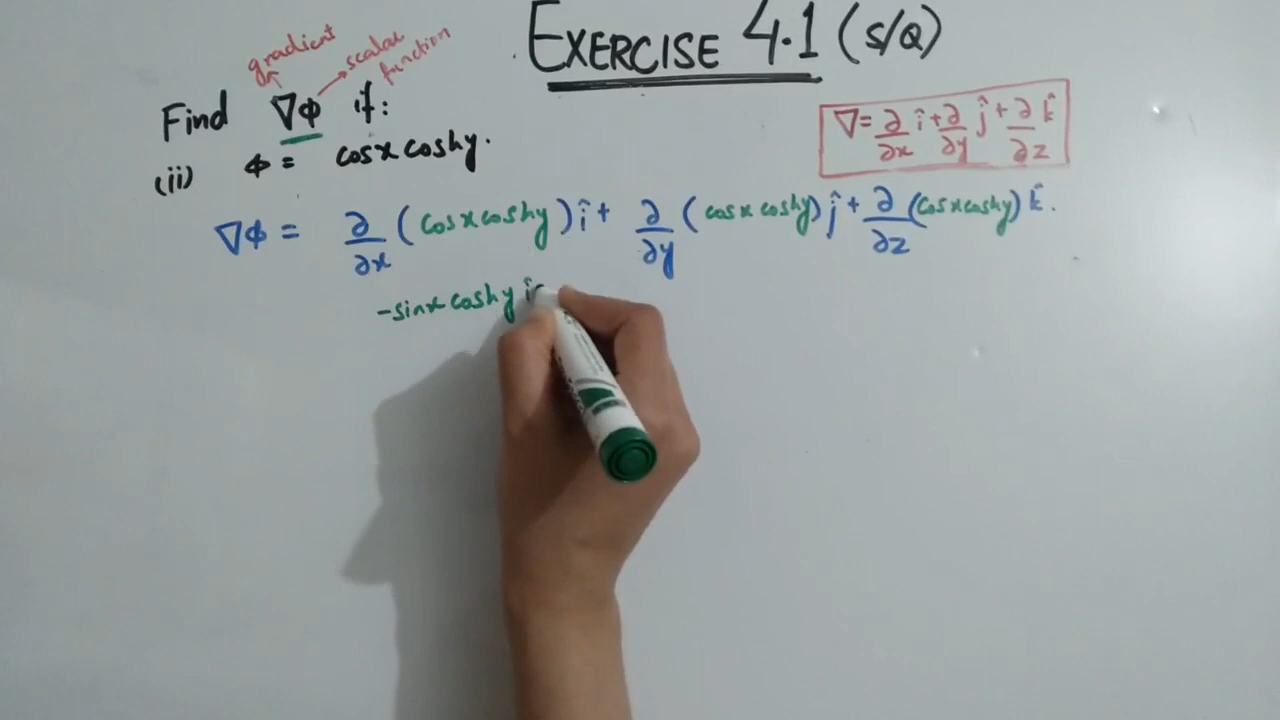 EXERCISE 4.1 (S/Q)
gradient scalar function
Find ∇Φ if:
∇ = ∂/∂x î + ∂/∂y ĵ + ∂/∂z k̂
(ii) Φ = cosx coshy.
∇Φ = ∂/∂x (cosx coshy) î + ∂/∂y (cosx coshy) ĵ + ∂/∂z (cosx coshy) k̂.
-sinx coshy î